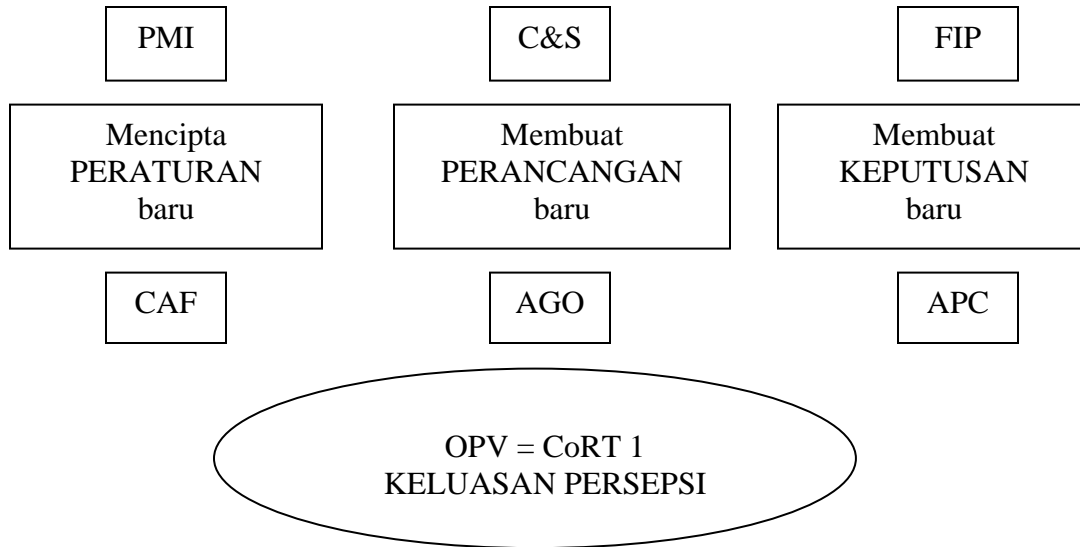 PMI
C&S
FIP
Mencipta
PERATURAN
baru
Membuat
PERANCANGAN
baru
Membuat
KEPUTUSAN
baru
CAF
AGO
APC
OPV = CoRT 1
KELUASAN PERSEPSI